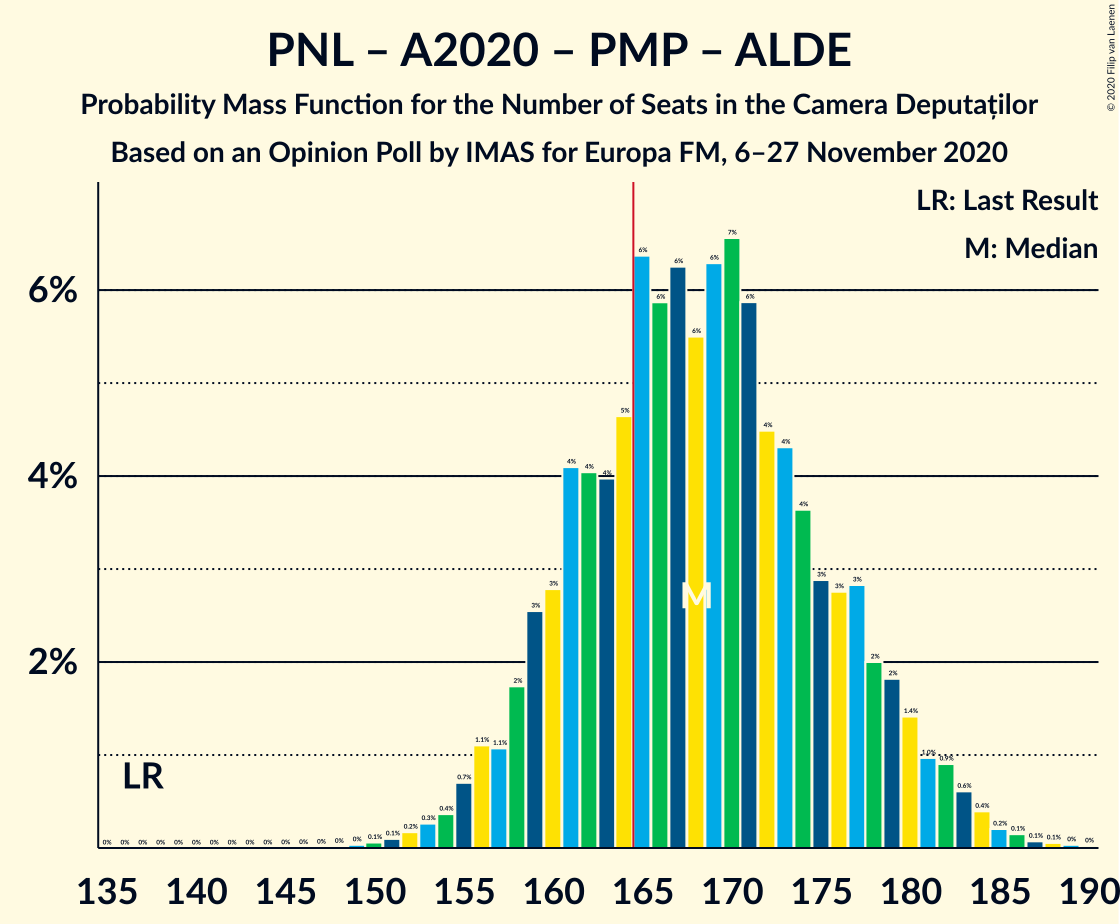 PNL – A2020 – PMP – ALDE
Probability Mass Function for the Number of Seats in the Camera Deputaților
Based on an Opinion Poll by IMAS for Europa FM, 6–27 November 2020
© 2020 Filip van Laenen
LR: Last Result
M: Median
6%
4%
2%
LR
M
0% 0% 0% 0% 0% 0% 0% 0% 0% 0% 0% 0% 0% 0% 0% 0.1% 0.1% 0.2% 0.3% 0.4% 0.7% 1.1% 1.1% 2% 3% 3% 4% 4% 4% 5% 6% 6% 6% 6% 6% 7% 6% 4% 4% 4% 3% 3% 3% 2% 2% 1.4% 1.0% 0.9% 0.6% 0.4% 0.2% 0.1% 0.1% 0.1% 0% 0%
135 140 145 150 155 160 165 170 175 180 185 190